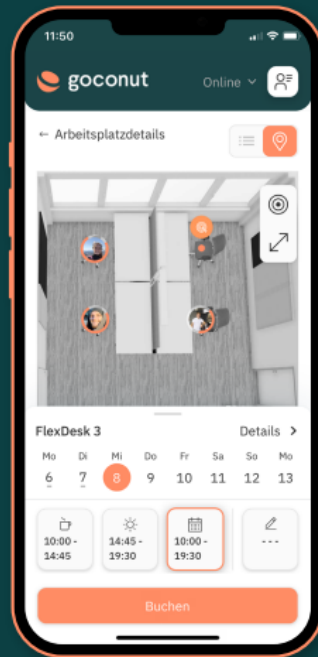 11:50
goconut
Online
← Arbeitsplatzdetails
FlexDesk 3
Details >
Mo Di Mi Do Fr Sa So Mo
6 7 8 9 10 11 12 13
10:00 - 14:45 - 10:00 - ---
14:45 19:30 19:30
Buchen